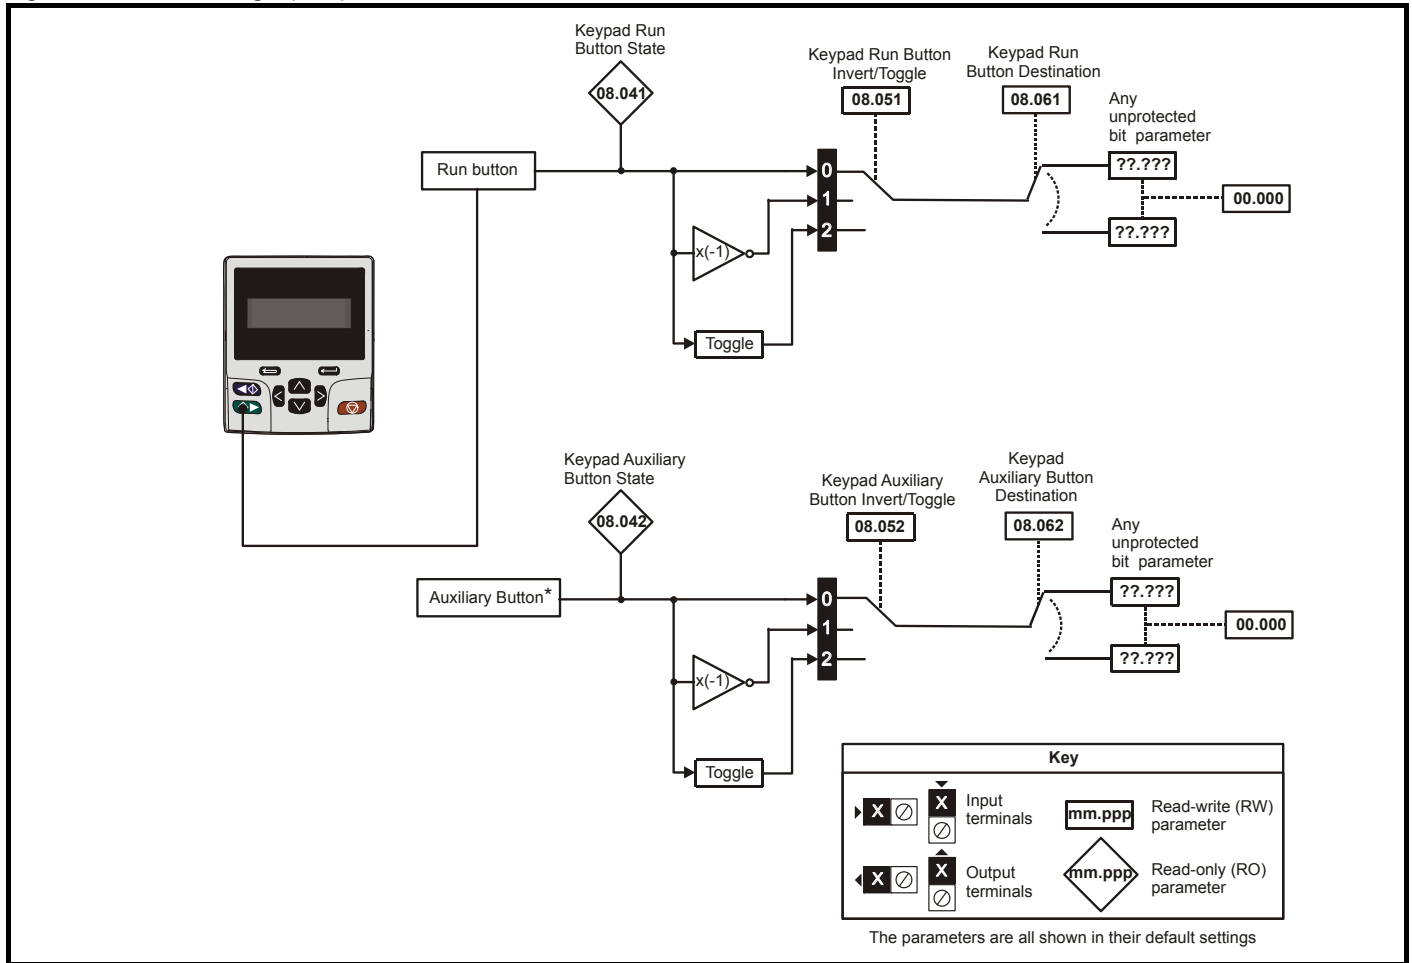 Keypad Run
Button State
08.041
Keypad Run Button
Invert/Toggle
08.051
Keypad Run
Button Destination
08.061
Any
unprotected
bit parameter
??.???
??.???
00.000
Run button
0
1
2
x(-1)
Toggle
Keypad Auxiliary
Button State
08.042
Keypad Auxiliary
Button Invert/Toggle
08.052
Keypad
Auxiliary Button
Destination
08.062
Any
unprotected
bit parameter
??.???
??.???
00.000
Auxiliary Button*
0
1
2
x(-1)
Toggle
Key
X
X
Input
terminals
mm.ppp
Read-write (RW)
parameter
X
X
Output
terminals
mm.ppp
Read-only (RO)
parameter
The parameters are all shown in their default settings